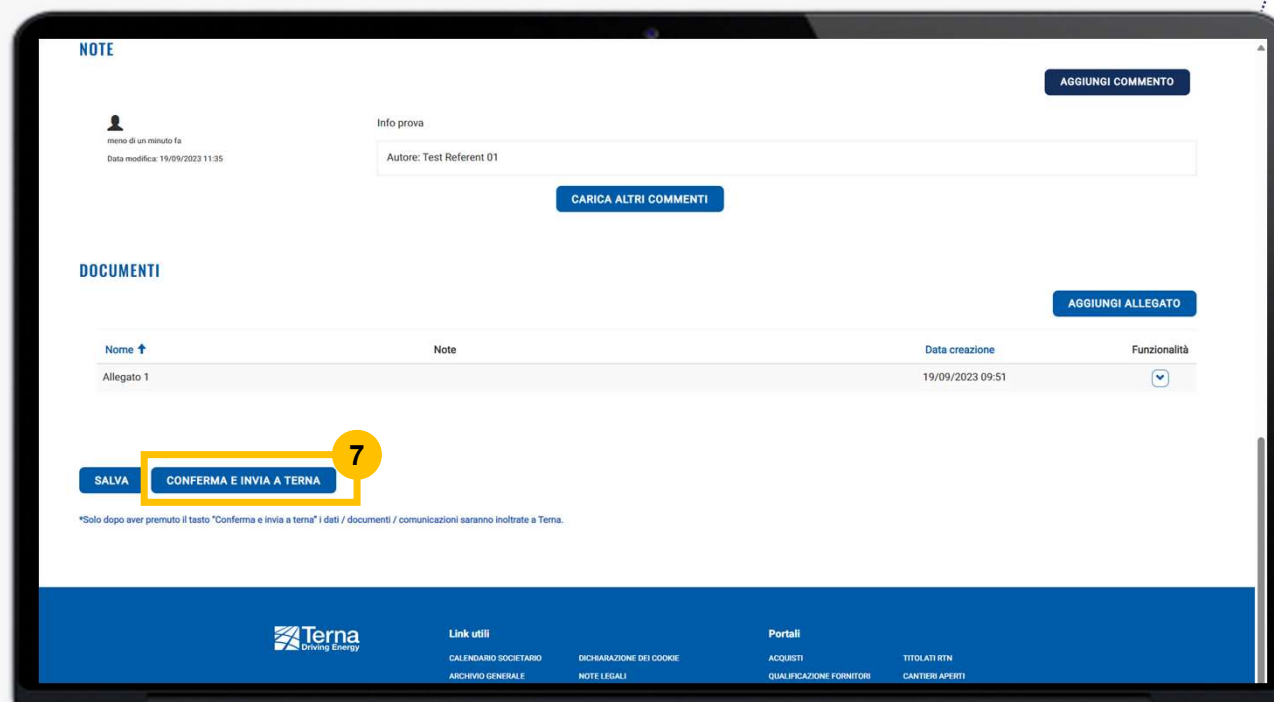 NOTE
AGGIUNGI COMMENTO
meno di un minuto fa
Data modifica: 19/09/2023 11:35
Info prova
Autore: Test Referent 01
CARICA ALTRI COMMENTI
DOCUMENTI
AGGIUNGI ALLEGATO
Nome Note Data creazione Funzionalità
Allegato 1 19/09/2023 09:51
7
SALVA CONFERMA E INVIA A TERNA
*Solo dopo aver premuto il tasto "Conferma e invia a terna" i dati / documenti / comunicazioni saranno inoltrate a Terna.
Terna
Driving Energy
Link utili Portali
CALENDARIO SOCIETARIO DICHIARAZIONE DEI COOKIE ACQUISTI TITOLATI RTN
ARCHIVIO GENERALE NOTE LEGALI QUALIFICAZIONE FORNITORI CANTIERI APERTI